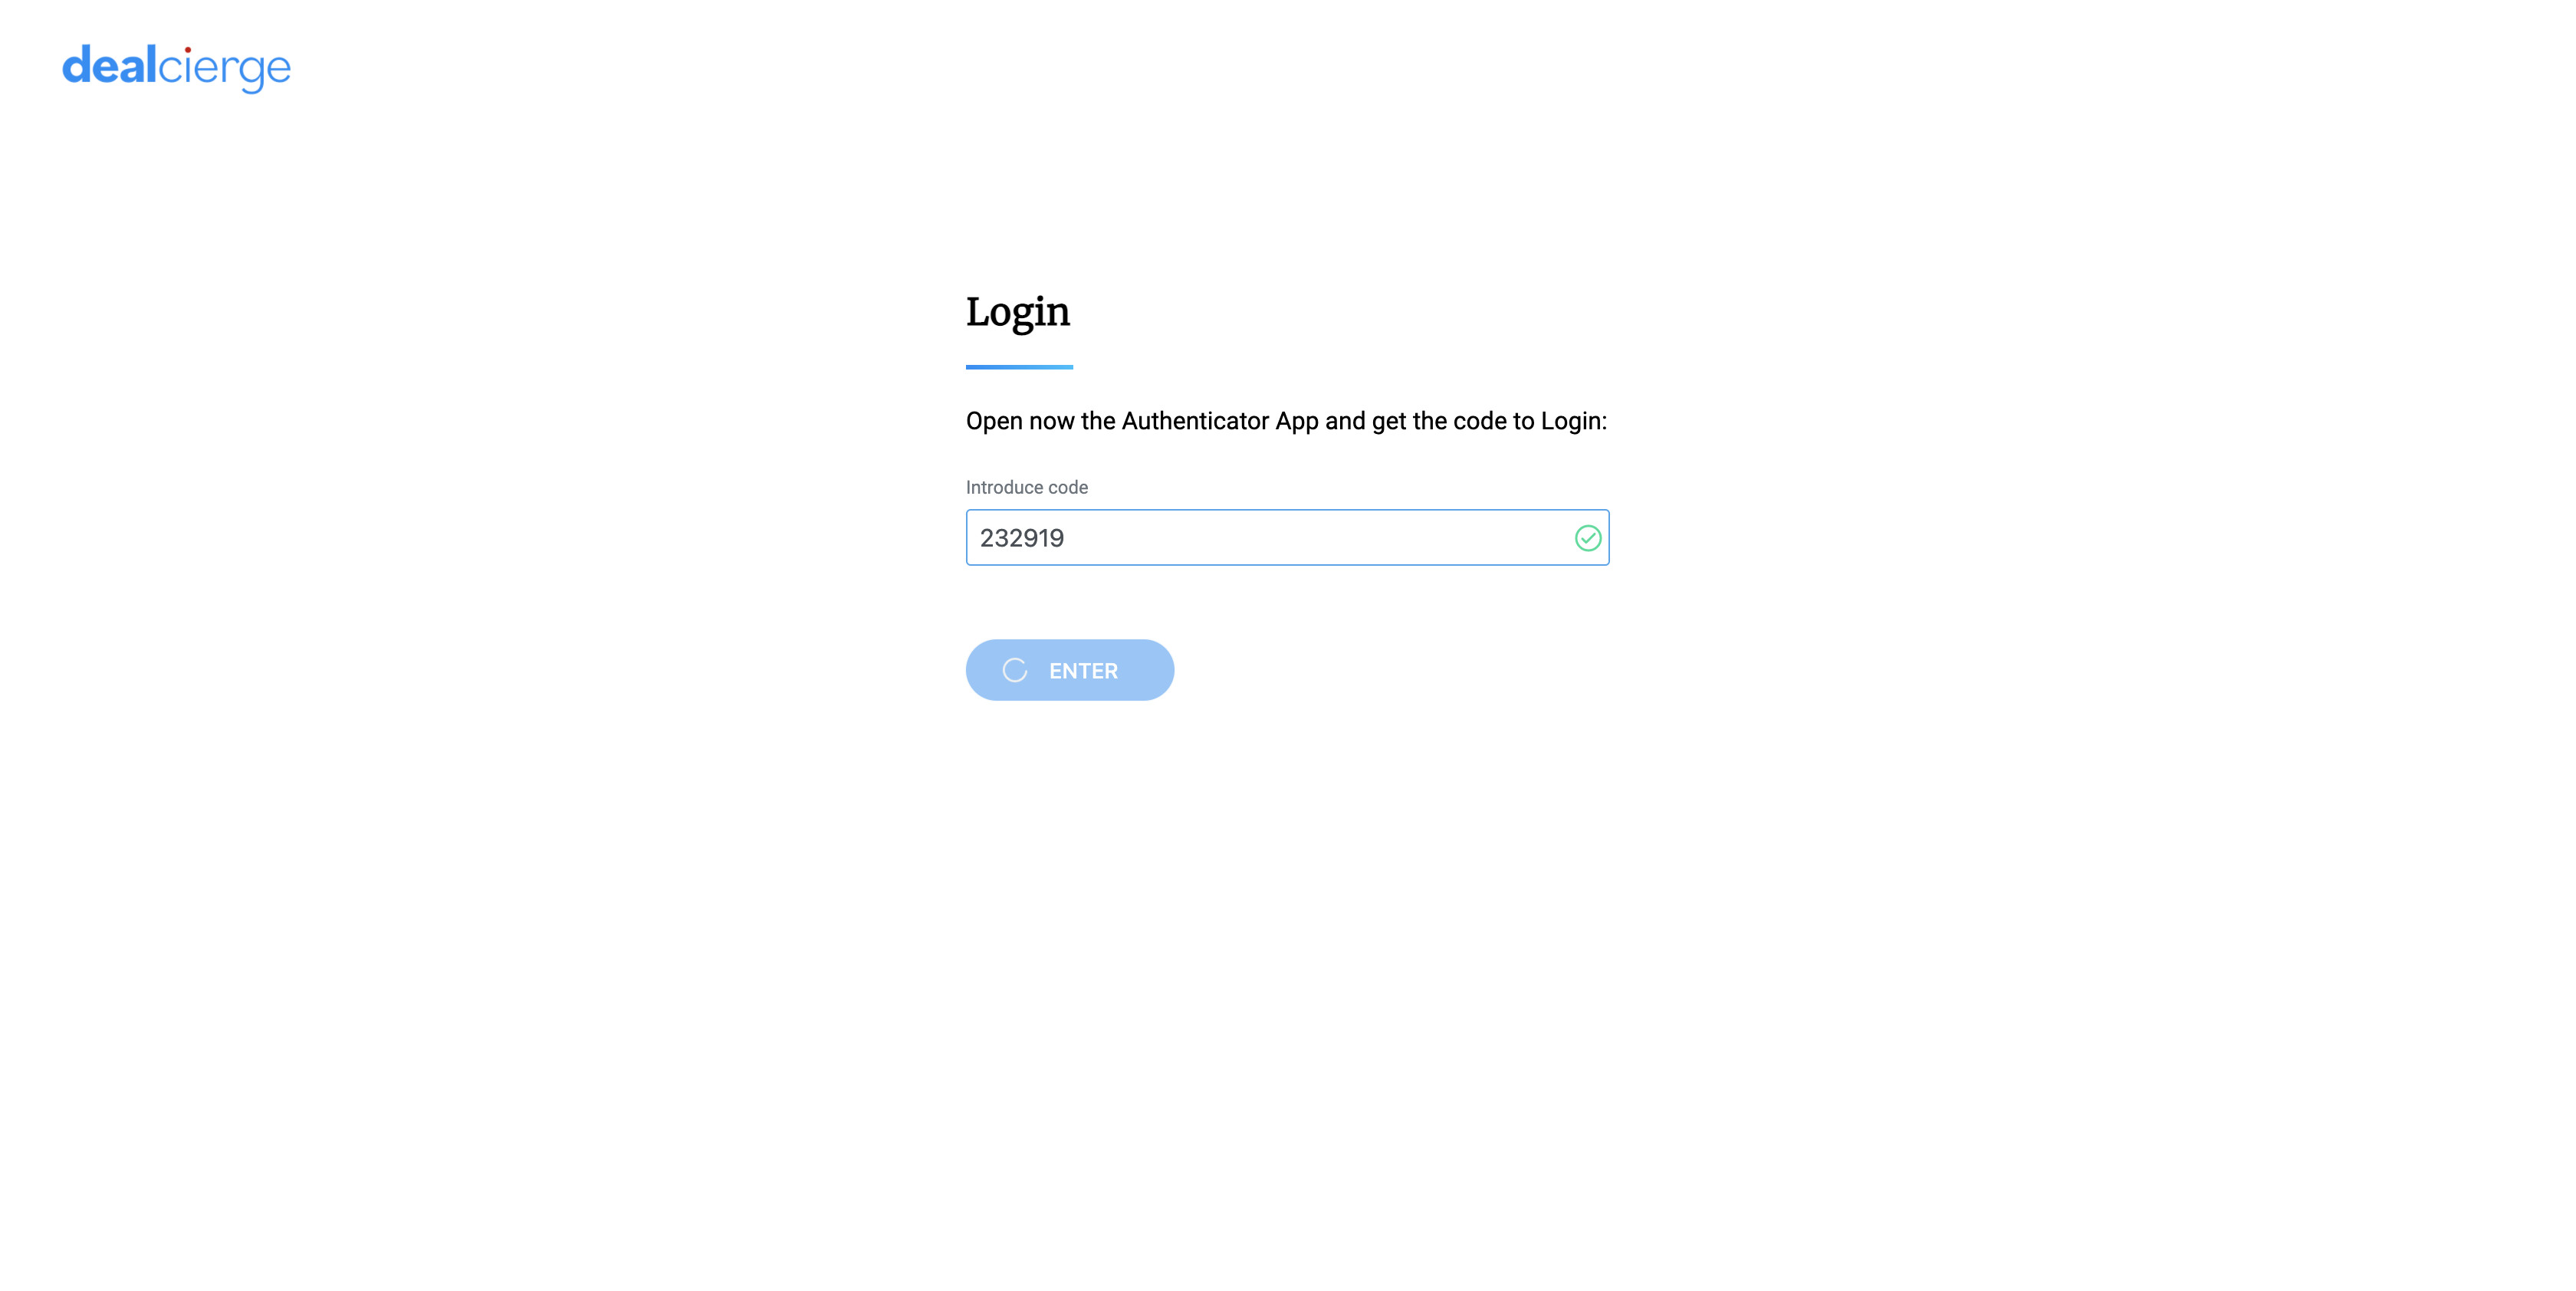 dealcierge
Login
Open now the Authenticator App and get the code to Login:
Introduce code
232919
ENTER